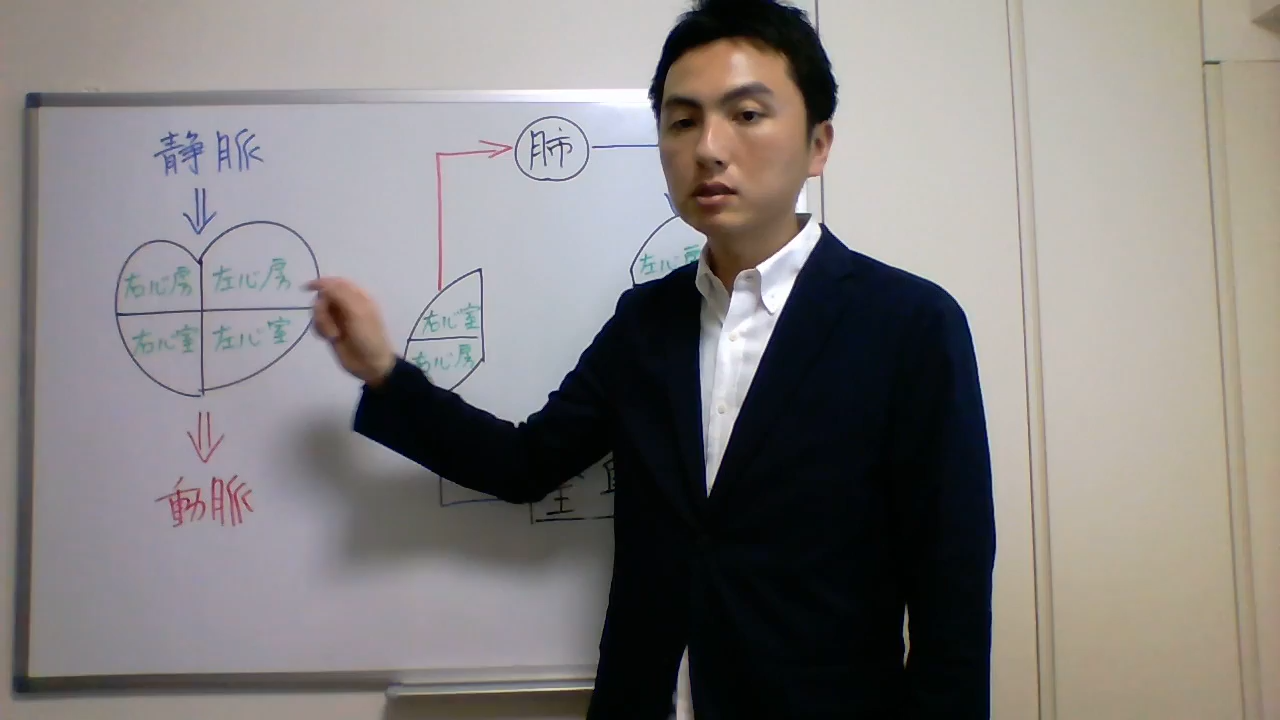 静脈
右心房 左心房
右心室 左心室
動脈
肺
右心室
右心房
左心房
全